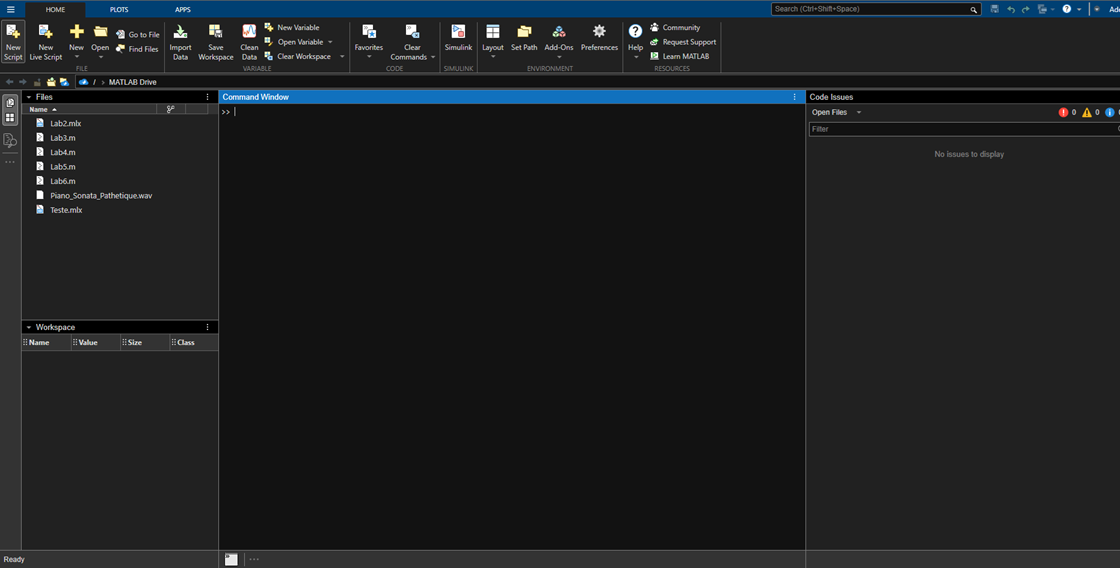 HOME PLOTS APPS
Search (Ctrl+Shift+Space)
New Script
New Live Script
New
Open
Go to File
Find Files
FILE
Import Data
Save Workspace
Clean Data
New Variable
Open Variable
Clear Workspace
VARIABLE
Favorites
Clear Commands
CODE
Simulink
SIMULINK
Layout
Set Path
Add-Ons
Preferences
ENVIRONMENT
Help
Community
Request Support
Learn MATLAB
RESOURCES
/ > MATLAB Drive
Files
Name
Lab2.mlx
Lab3.m
Lab4.m
Lab5.m
Lab6.m
Piano_Sonata_Pathetique.wav
Teste.mlx
Workspace
Name Value Size Class
Command Window
>>
Code Issues
Open Files 0 0
Filter
No issues to display
Ready